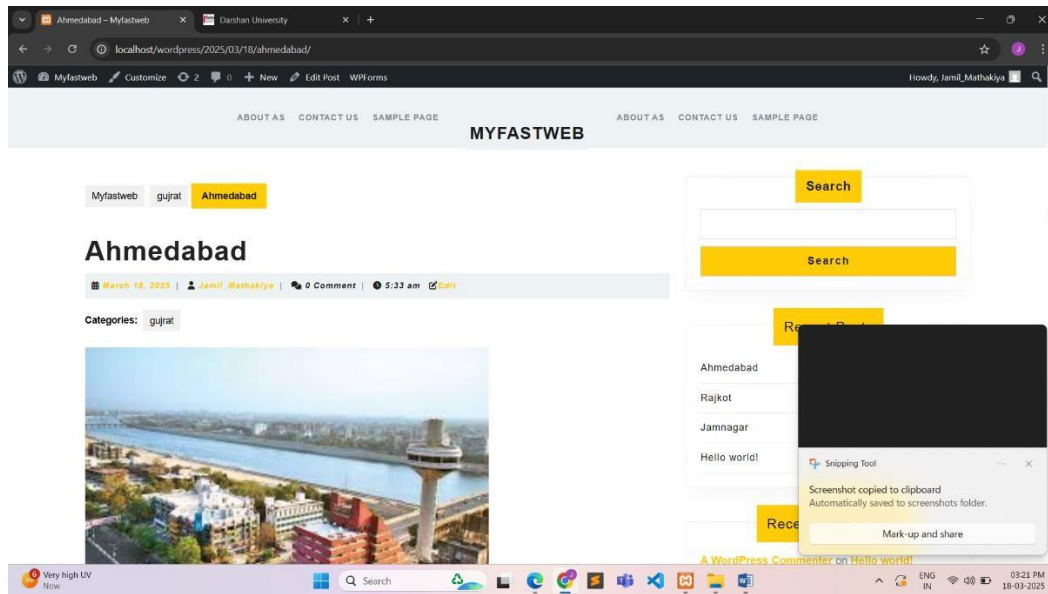 Ahmedabad – Myfastweb
Darshan University
localhost/wordpress/2025/03/18/ahmedabad/
Myfastweb Customize 2 0 New Edit Post WPForms Howdy, Jamil_Mathakiya
ABOUT AS CONTACT US SAMPLE PAGE
MYFASTWEB
ABOUT AS CONTACT US SAMPLE PAGE
Myfastweb gujrat Ahmedabad
Ahmedabad
March 18, 2025 | Jamil_Mathakiya | 0 Comment | 5:33 am Edit
Categories: gujrat
Search
Search
Ahmedabad
Rajkot
Jamnagar
Hello world!
Rece
A WordPress Commenter on Hello world!
Snipping Tool
Screenshot copied to clipboard
Automatically saved to screenshots folder.
Mark-up and share
6
Very high UV
Now
Search
ENG
IN
03:21 PM
18-03-2025